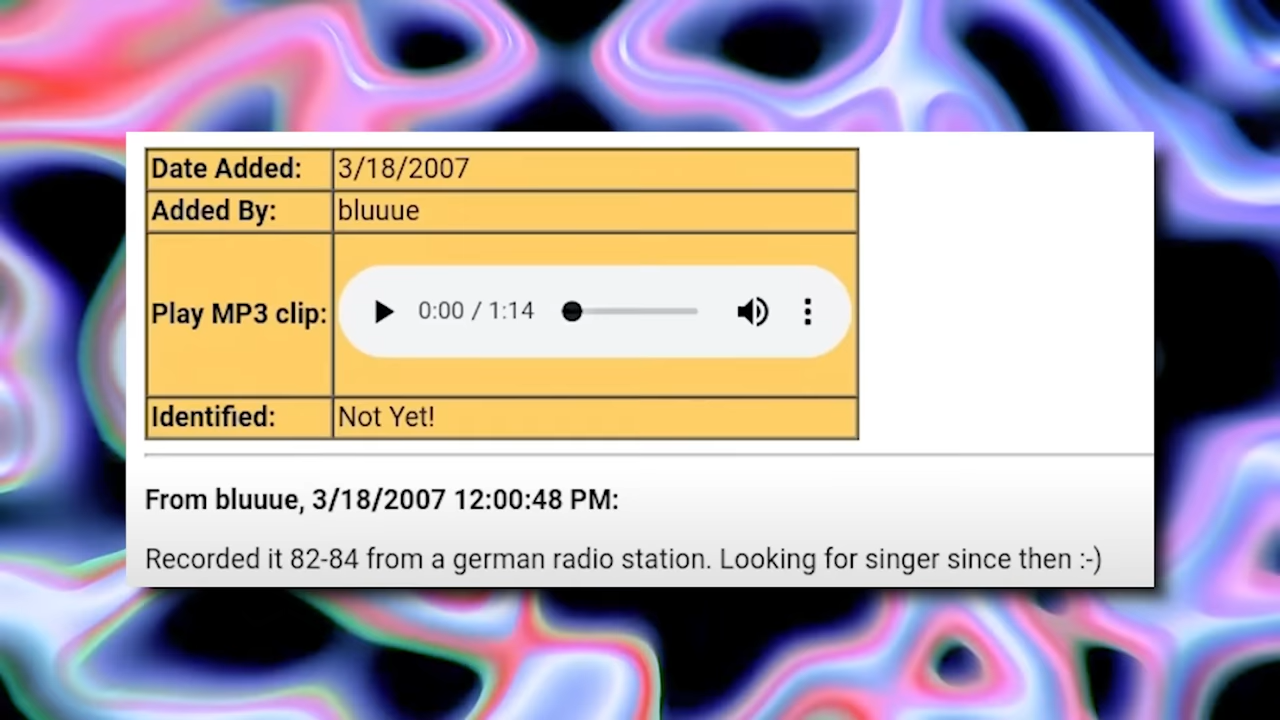 Date Added: 3/18/2007
Added By: bluuue
Play MP3 clip: 0:00 / 1:14
Identified: Not Yet!
From bluuue, 3/18/2007 12:00:48 PM:
Recorded it 82-84 from a german radio station. Looking for singer since then :-)